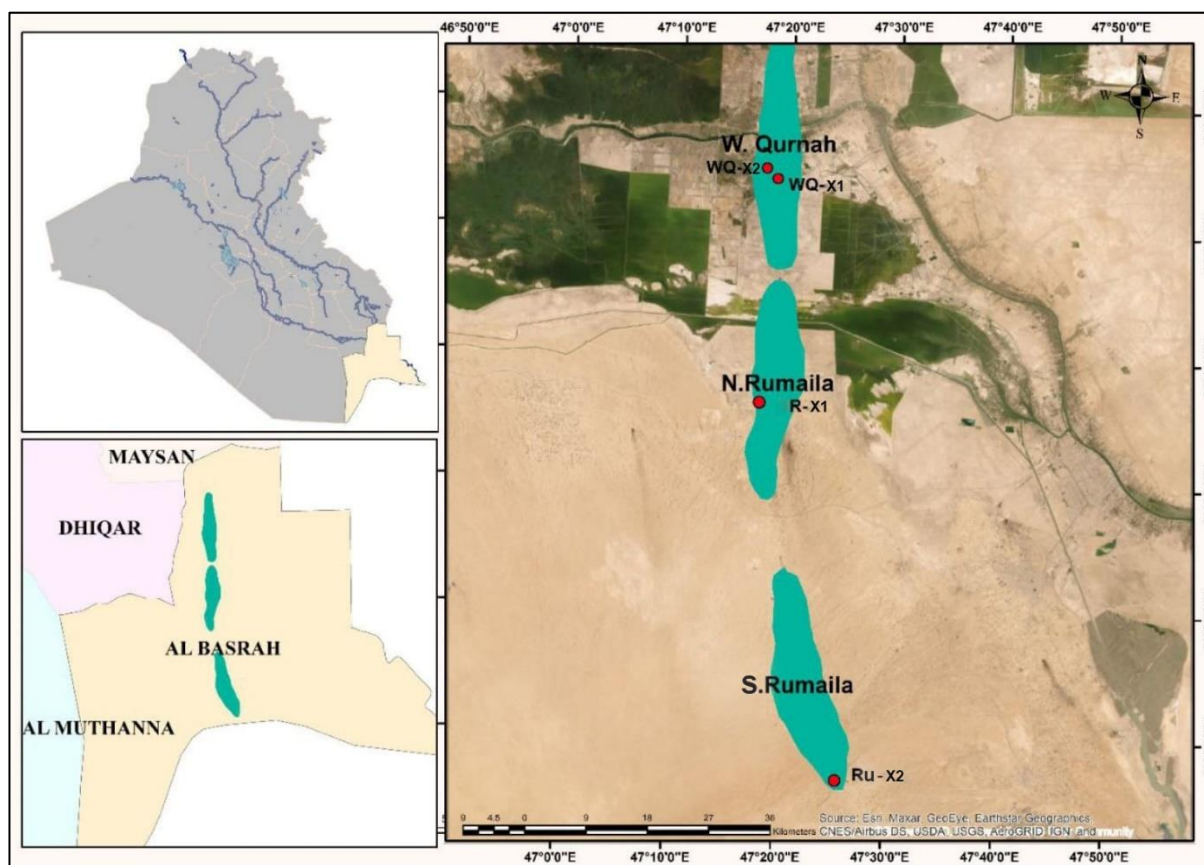 46°50'0"E 47°0'0"E 47°10'0"E 47°20'0"E 47°30'0"E 47°40'0"E 47°50'0"E
N
W E
S
W. Qurnah
WQ-X2
WQ-X1
N.Rumaila
R-X1
MAYSAN
DHIQAR
AL BASRAH
AL MUTHANNA
S.Rumaila
Ru-X2
9 4.5 0 9 18 27 36
Kilometers
Source: Esri, Maxar, GeoEye, Earthstar Geographics,
CNES/Airbus DS, USDA, USGS, AeroGRID, IGN, and
47°0'0"E 47°10'0"E 47°20'0"E 47°30'0"E 47°40'0"E 47°50'0"E